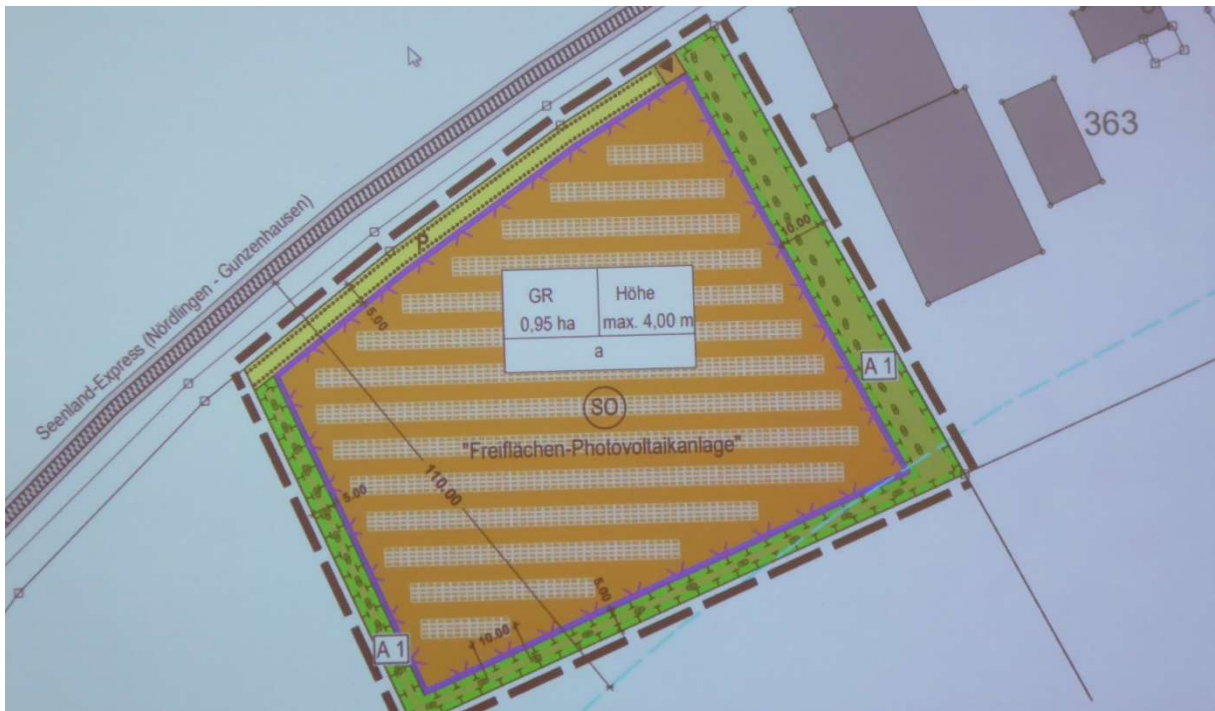 363
10.00
Seenland-Express (Nördlingen - Gunzenhausen)
P
GR
0,95 ha
Höhe
max. 4,00 m
a
5.00
A 1
SO
"Freiflächen-Photovoltaikanlage"
110.00
5.00
5.00
10.00
A 1